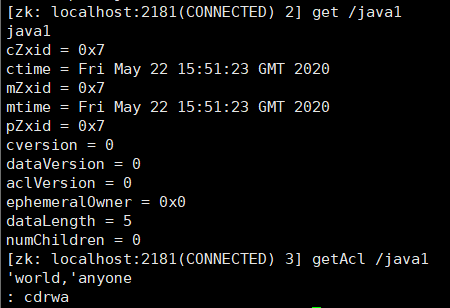 [zk: localhost:2181(CONNECTED) 2] get /java1
java1
cZxid = 0x7
ctime = Fri May 22 15:51:23 GMT 2020
mZxid = 0x7
mtime = Fri May 22 15:51:23 GMT 2020
pZxid = 0x7
cversion = 0
dataVersion = 0
aclVersion = 0
ephemeralOwner = 0x0
dataLength = 5
numChildren = 0
[zk: localhost:2181(CONNECTED) 3] getAcl /java1
'world,'anyone
: cdrwa